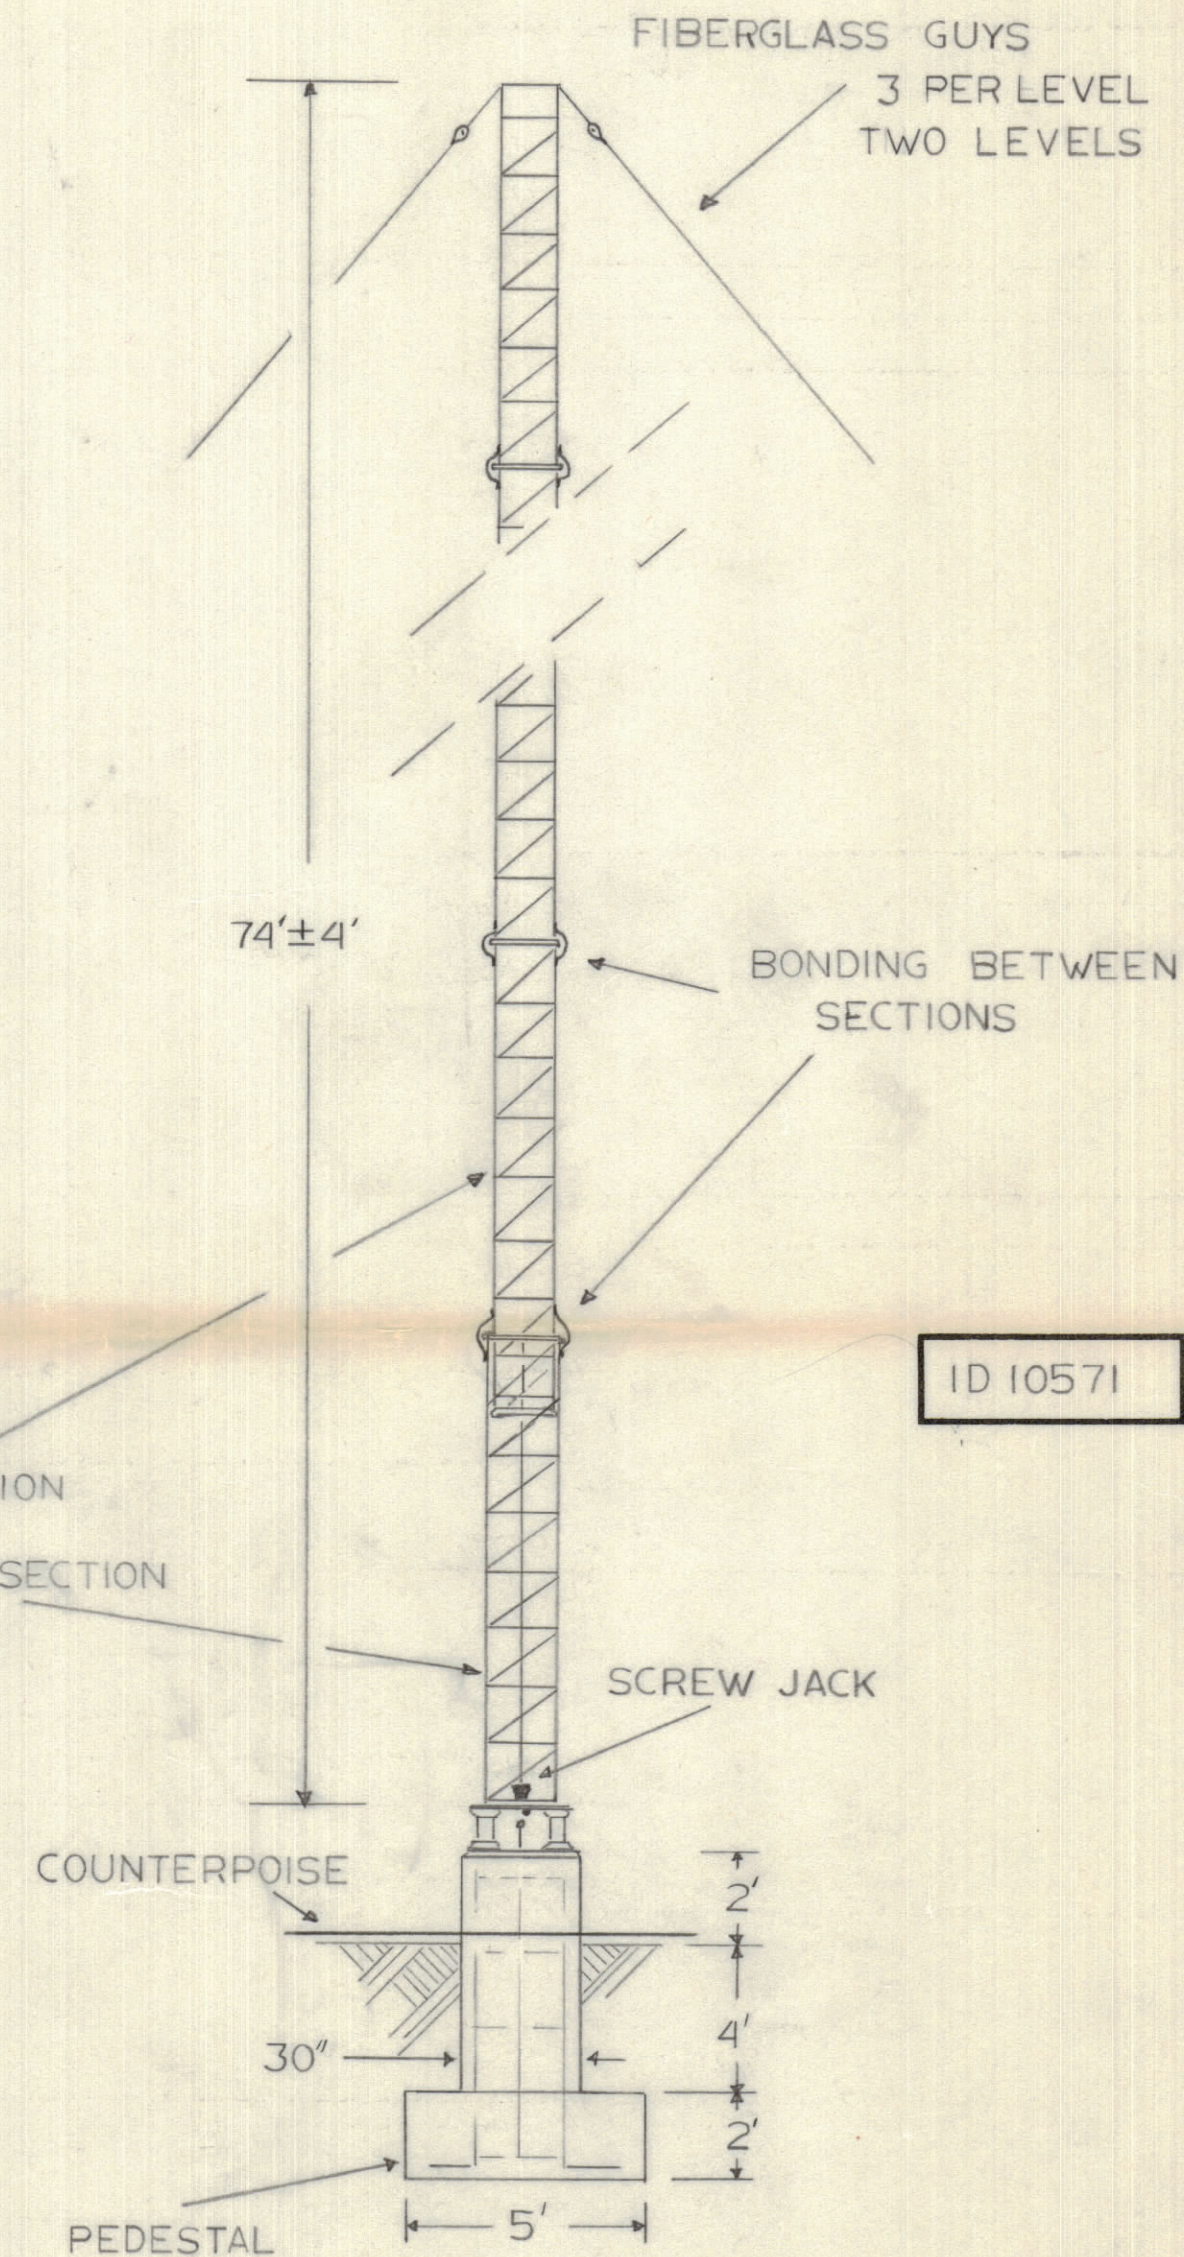 FIBERGLASS GUYS
3 PER LEVEL
TWO LEVELS
74'±4'
BONDING BETWEEN
SECTIONS
ID 10571
ION
SECTION
SCREW JACK
COUNTERPOISE
2'
4'
30"
2'
5'
PEDESTAL